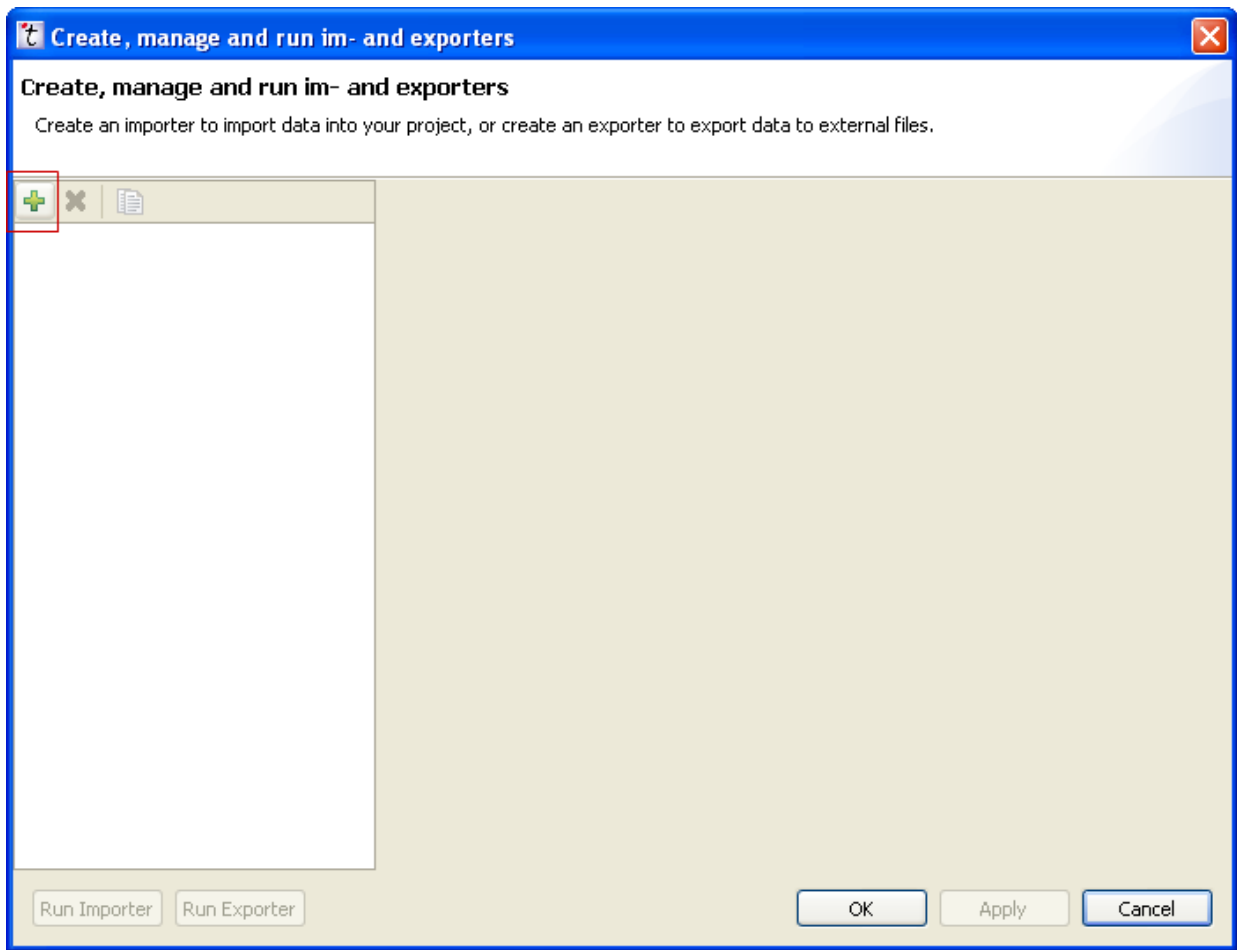 t Create, manage and run im- and exporters
Create, manage and run im- and exporters
Create an importer to import data into your project, or create an exporter to export data to external files.
Run Importer Run Exporter OK Apply Cancel